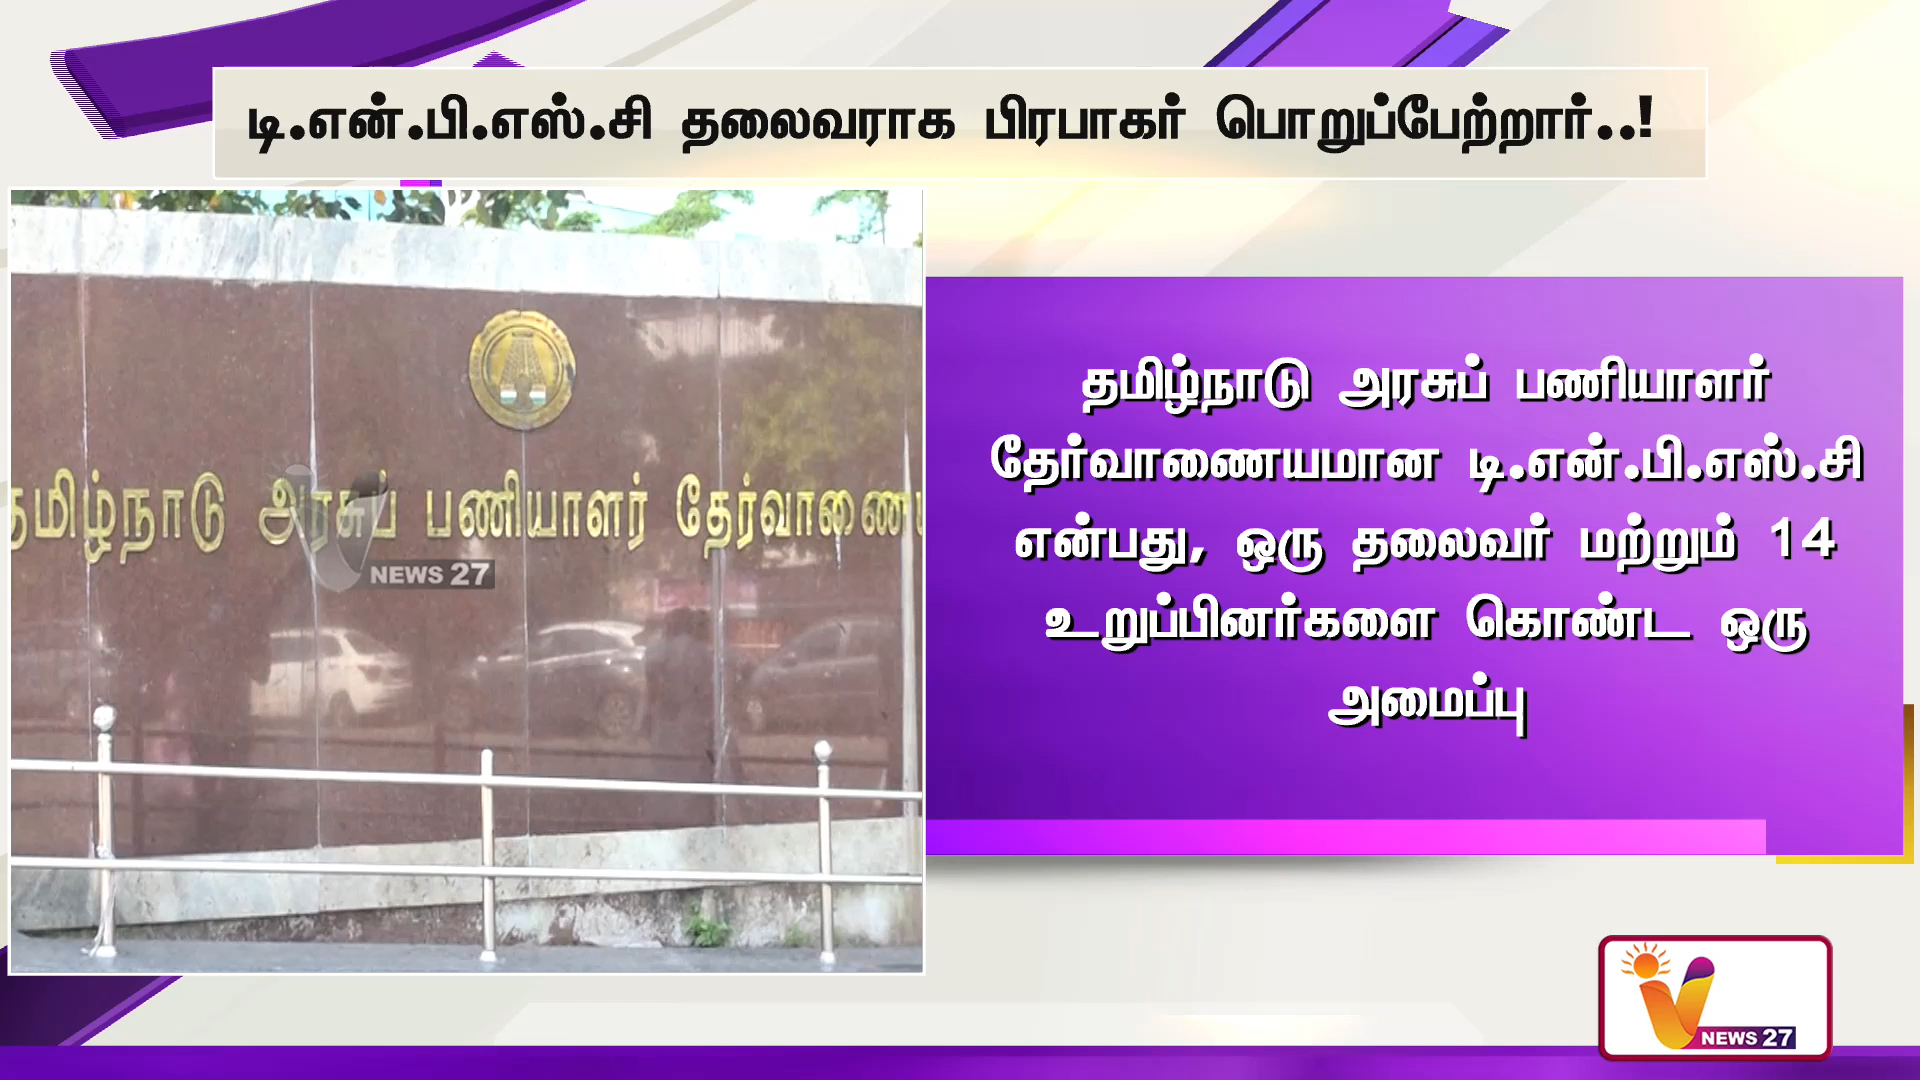 டி.என்.பி.எஸ்.சி தலைவராக பிரபாகர் பொறுப்பேற்றார்..!
தமிழ்நாடு அரசுப் பணியாளர் தேர்வாணைய
NEWS 27
தமிழ்நாடு அரசுப் பணியாளர்
தேர்வாணையமான டி.என்.பி.எஸ்.சி
என்பது, ஒரு தலைவர் மற்றும் 14
உறுப்பினர்களை கொண்ட ஒரு
அமைப்பு
NEWS 27